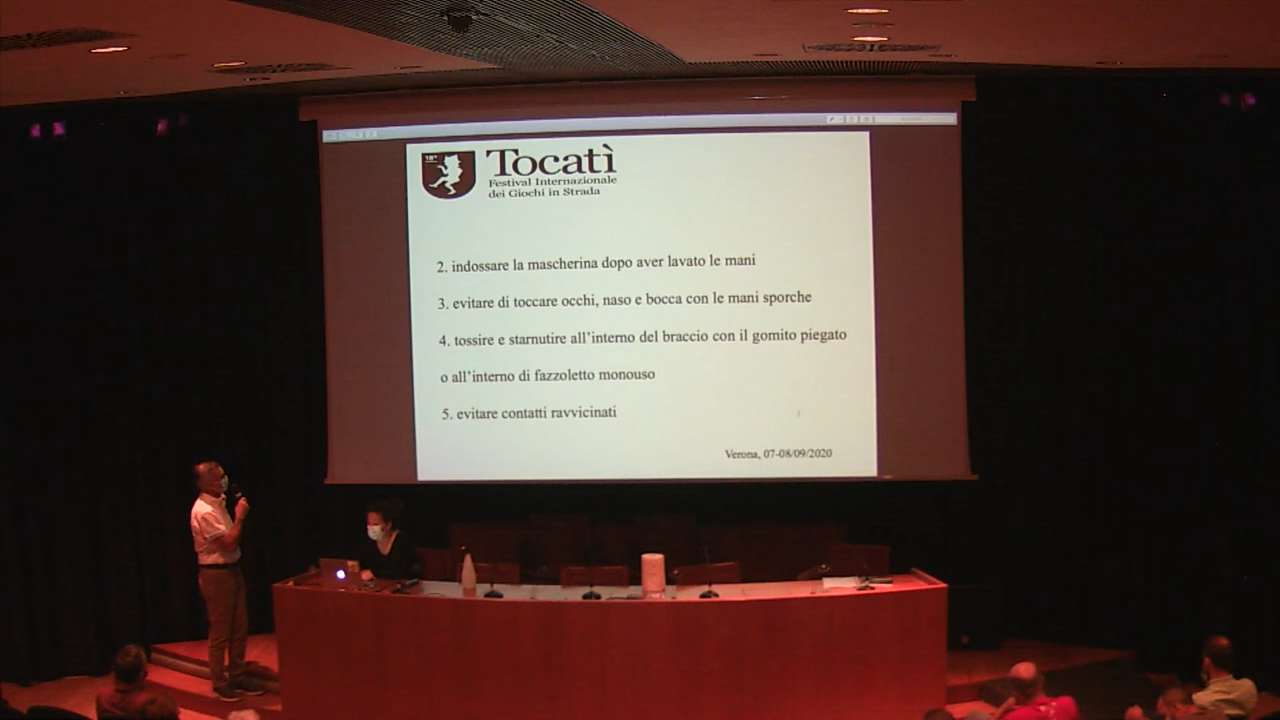 18°
Tocatì
Festival Internazionale
dei Giochi in Strada
2. indossare la mascherina dopo aver lavato le mani
3. evitare di toccare occhi, naso e bocca con le mani sporche
4. tossire e starnutire all'interno del braccio con il gomito piegato
o all'interno di fazzoletto monouso
5. evitare contatti ravvicinati
Verona, 07-08/09/2020